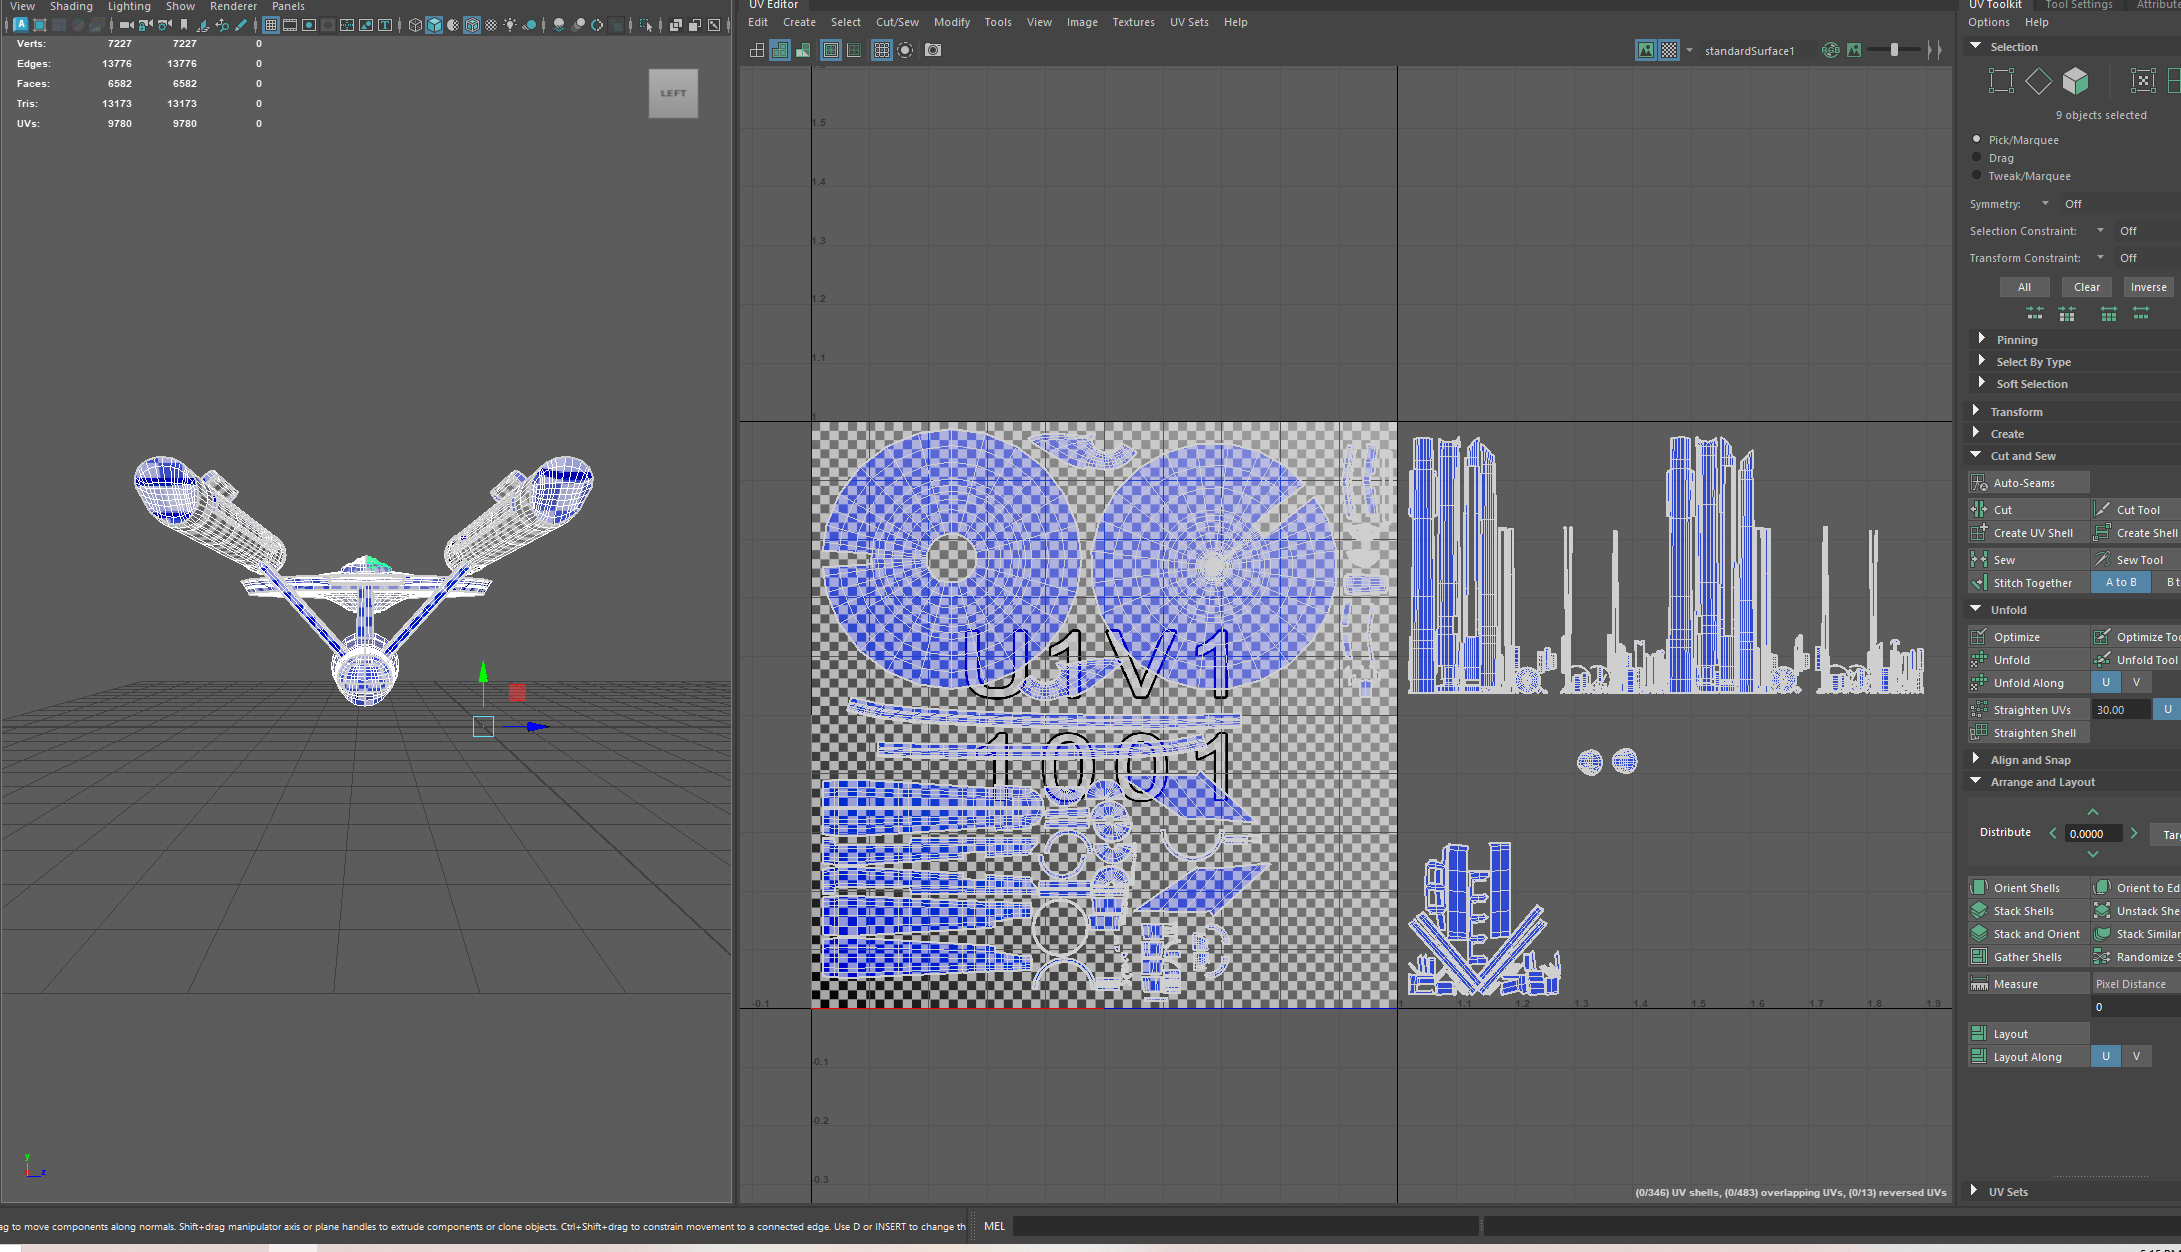 View Shading Lighting Show Renderer Panels
Verts: 7227 7227 0
Edges: 13776 13776 0
Faces: 6582 6582 0
Tris: 13173 13173 0
UVs: 9780 9780 0
LEFT
y
z
UV Editor
Edit Create Select Cut/Sew Modify Tools View Image Textures UV Sets Help
standardSurface1
1.5
1.4
1.3
1.2
1.1
1
U1V1
1001
-0.1
1 1.1 1.2 1.3 1.4 1.5 1.6 1.7 1.8 1.9
-0.1
-0.2
-0.3
(0/346) UV shells, (0/483) overlapping UVs, (0/13) reversed UVs
UV Toolkit Tool Settings Attribute
Options Help
Selection
9 objects selected
Pick/Marquee
Drag
Tweak/Marquee
Symmetry: Off
Selection Constraint: Off
Transform Constraint: Off
All Clear Inverse
Pinning
Select By Type
Soft Selection
Transform
Create
Cut and Sew
Auto-Seams
Cut Cut Tool
Create UV Shell Create Shell
Sew Sew Tool
Stitch Together A to B B t
Unfold
Optimize Optimize Too
Unfold Unfold Tool
Unfold Along U V
Straighten UVs 30.00 U
Straighten Shell
Align and Snap
Arrange and Layout
Distribute 0.0000 Tar
Orient Shells Orient to Ed
Stack Shells Unstack She
Stack and Orient Stack Similar
Gather Shells Randomize S
Measure Pixel Distance
0
Layout
Layout Along U V
UV Sets
ag to move components along normals. Shift+drag manipulator axis or plane handles to extrude components or clone objects. Ctrl+Shift+drag to constrain movement to a connected edge. Use D or INSERT to change th
MEL